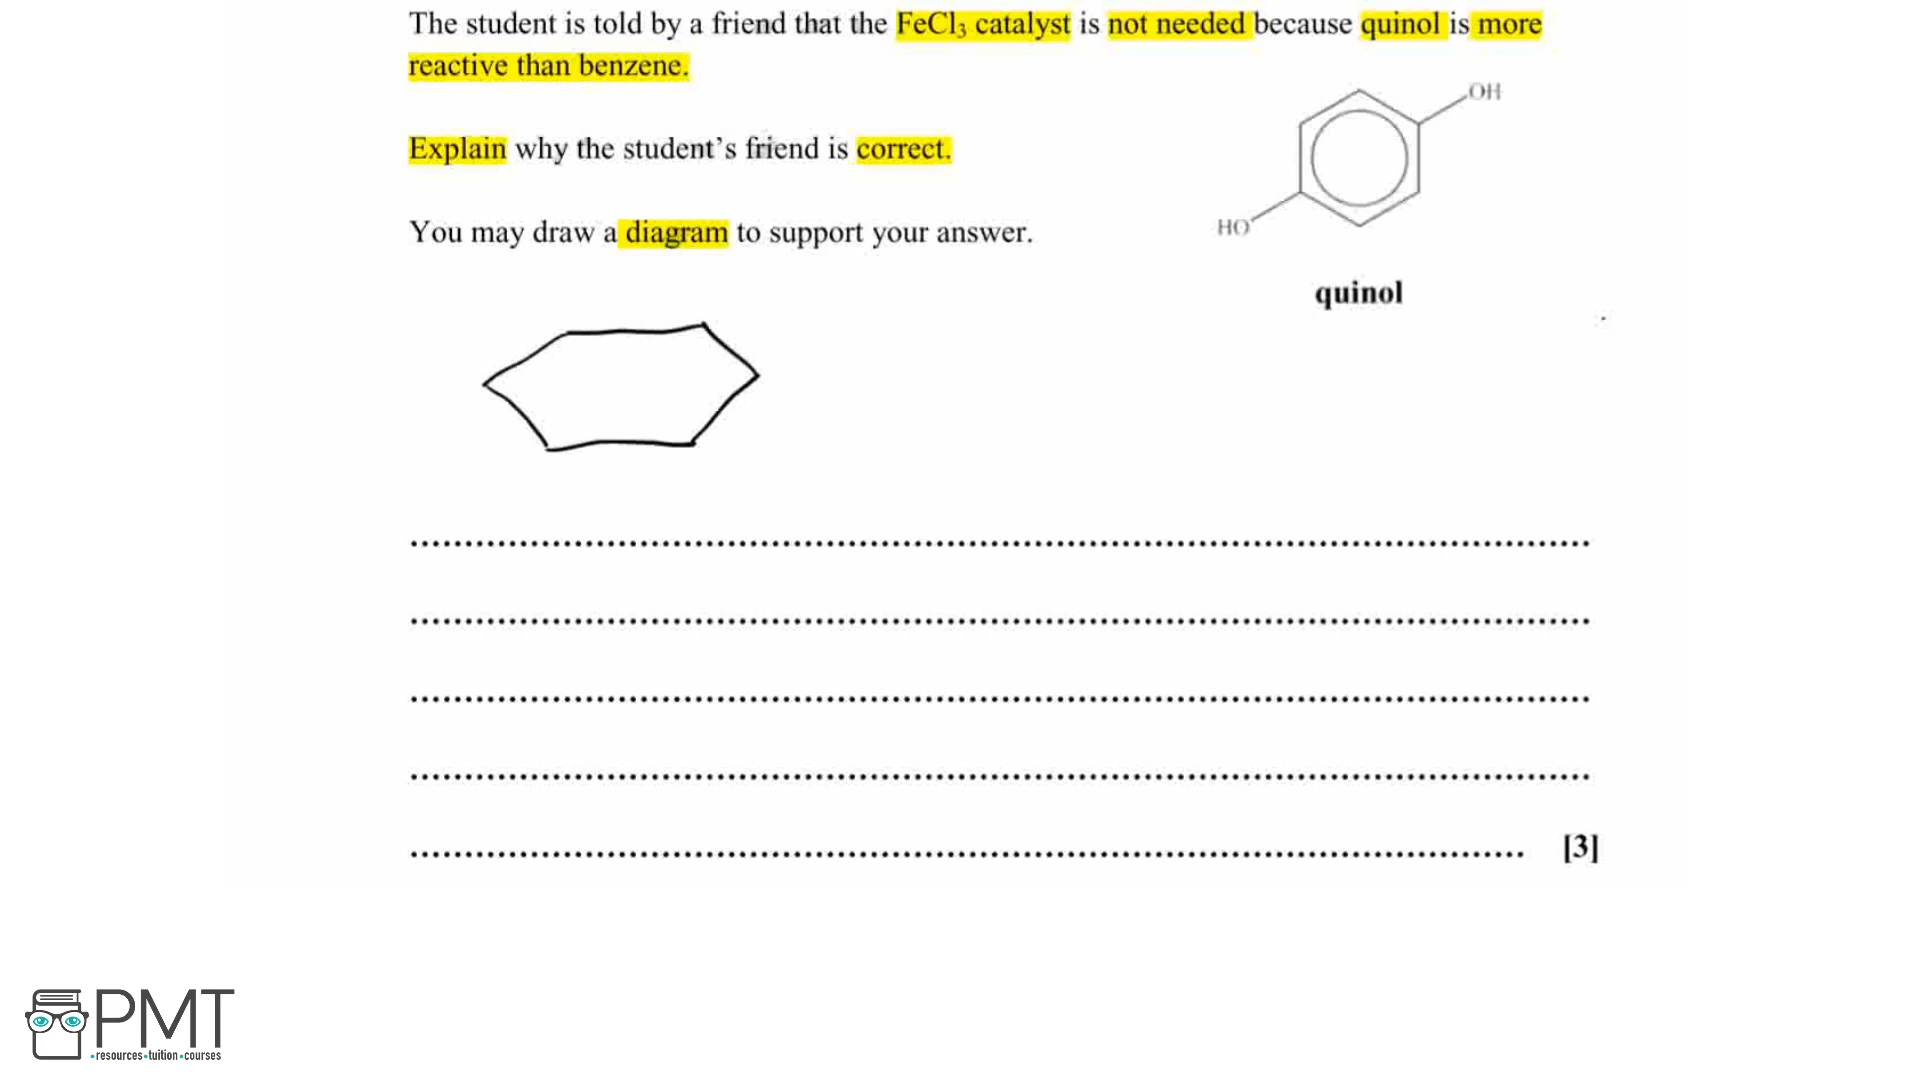 The student is told by a friend that the FeCl₃ catalyst is not needed because quinol is more
reactive than benzene.
OH
Explain why the student's friend is correct.
You may draw a diagram to support your answer.
HO
quinol
[3]
PMT
•resources•tuition•courses